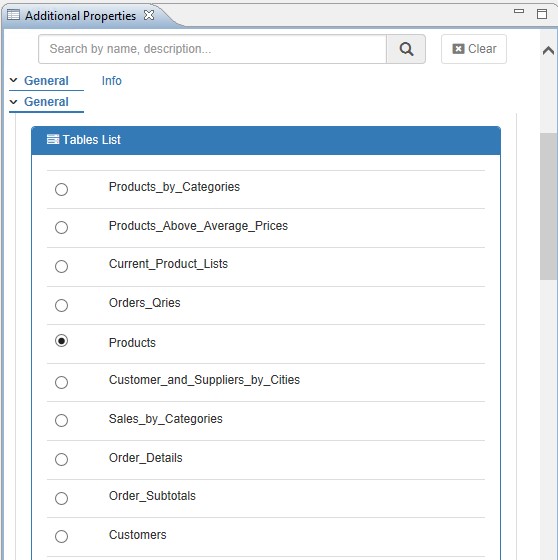 Additional Properties
Search by name, description...
Clear
General Info
General
Tables List
Products_by_Categories
Products_Above_Average_Prices
Current_Product_Lists
Orders_Qries
Products
Customer_and_Suppliers_by_Cities
Sales_by_Categories
Order_Details
Order_Subtotals
Customers